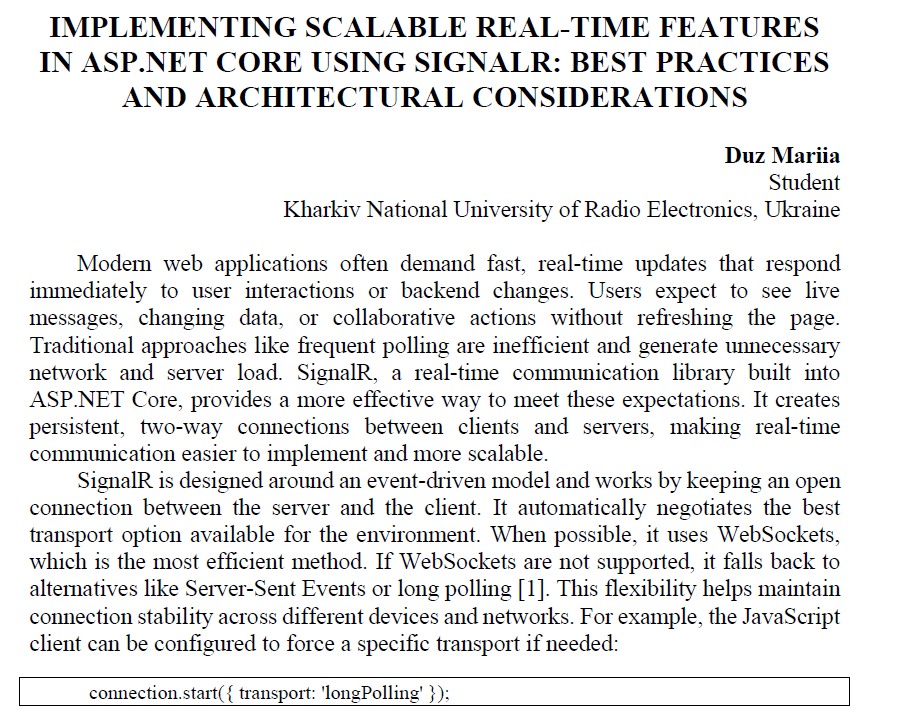 IMPLEMENTING SCALABLE REAL-TIME FEATURES
IN ASP.NET CORE USING SIGNALR: BEST PRACTICES
AND ARCHITECTURAL CONSIDERATIONS
Duz Mariia
Student
Kharkiv National University of Radio Electronics, Ukraine
Modern web applications often demand fast, real-time updates that respond
immediately to user interactions or backend changes. Users expect to see live
messages, changing data, or collaborative actions without refreshing the page.
Traditional approaches like frequent polling are inefficient and generate unnecessary
network and server load. SignalR, a real-time communication library built into
ASP.NET Core, provides a more effective way to meet these expectations. It creates
persistent, two-way connections between clients and servers, making real-time
communication easier to implement and more scalable.
SignalR is designed around an event-driven model and works by keeping an open
connection between the server and the client. It automatically negotiates the best
transport option available for the environment. When possible, it uses WebSockets,
which is the most efficient method. If WebSockets are not supported, it falls back to
alternatives like Server-Sent Events or long polling [1]. This flexibility helps maintain
connection stability across different devices and networks. For example, the JavaScript
client can be configured to force a specific transport if needed:
connection.start({ transport: 'longPolling' });